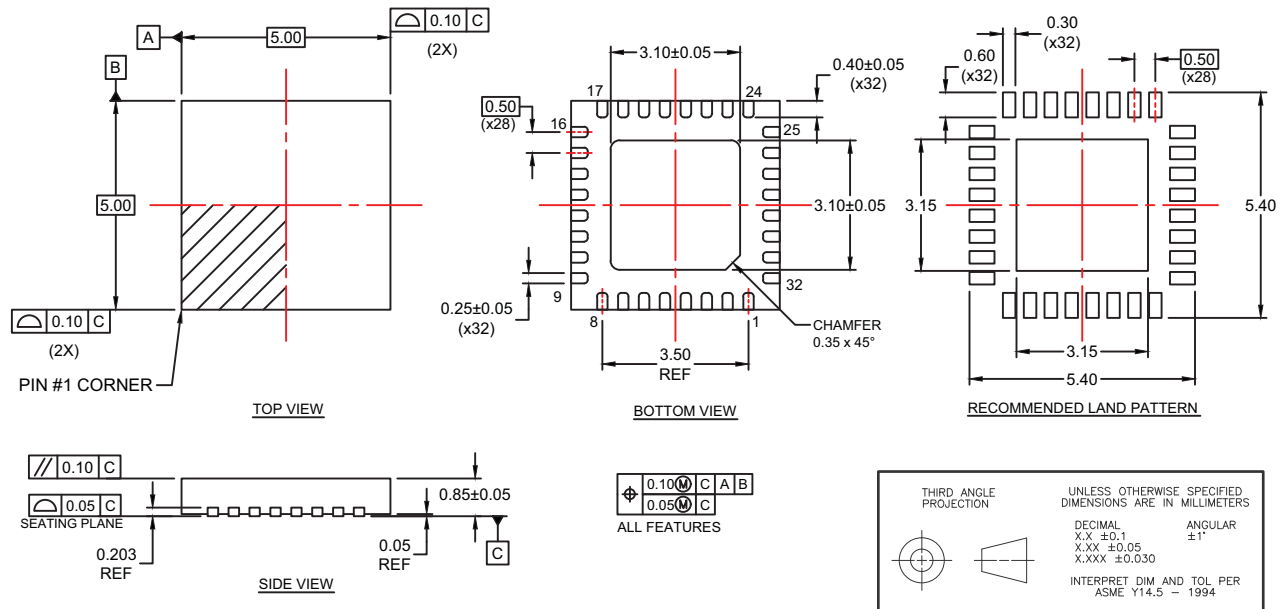 A
5.00
⌓ 0.10 C
(2X)
B
5.00
⌓ 0.10 C
(2X)
PIN #1 CORNER
TOP VIEW
3.10±0.05
0.40±0.05
(x32)
17
24
0.50
(x28)
16
25
3.10±0.05
0.25±0.05
(x32)
9
32
8
1
3.50
REF
CHAMFER
0.35 x 45°
BOTTOM VIEW
0.30
(x32)
0.60
(x32)
0.50
(x28)
3.15
5.40
3.15
5.40
RECOMMENDED LAND PATTERN
// 0.10 C
⌓ 0.05 C
SEATING PLANE
0.85±0.05
0.203
REF
0.05
REF
C
SIDE VIEW
⌖ 0.10Ⓜ C A B
0.05Ⓜ C
ALL FEATURES
THIRD ANGLE
PROJECTION
UNLESS OTHERWISE SPECIFIED
DIMENSIONS ARE IN MILLIMETERS
DECIMAL ANGULAR
X.X ±0.1 ±1°
X.XX ±0.05
X.XXX ±0.030
INTERPRET DIM AND TOL PER
ASME Y14.5 – 1994